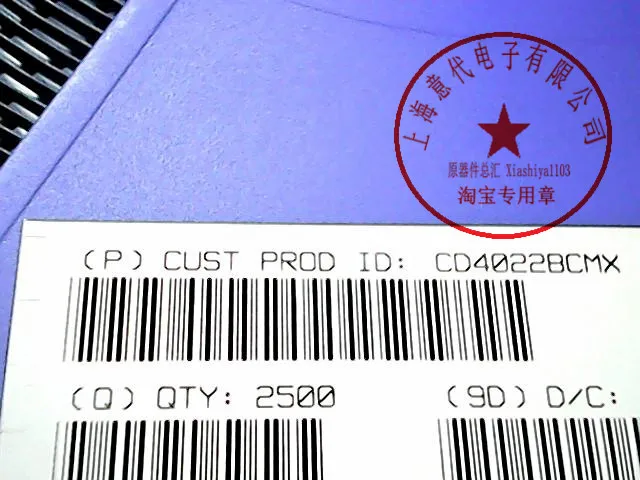 上海意代电子有限公司
原器件总汇 Xiashiya1103
淘宝专用章
(P) CUST PROD ID: CD4022BCMX
(Q) QTY: 2500
(9D) D/C: